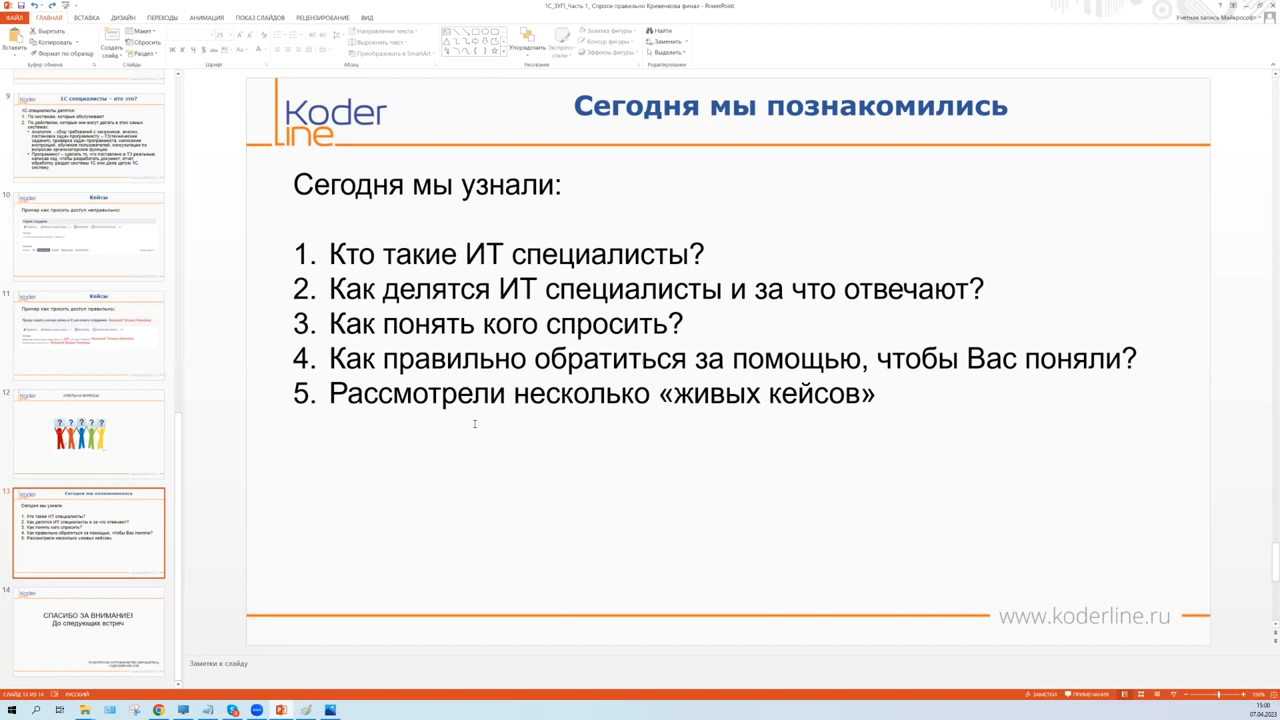 1С_ЗУП_Часть 1_ Спроси правильно Кривенкова финал - PowerPoint
ФАЙЛ ГЛАВНАЯ ВСТАВКА ДИЗАЙН ПЕРЕХОДЫ АНИМАЦИЯ ПОКАЗ СЛАЙДОВ РЕЦЕНЗИРОВАНИЕ ВИД
Учетная запись Майкрософт
Вставить
Вырезать
Копировать
Формат по образцу
Буфер обмена
Создать слайд
Макет
Сбросить
Раздел
Слайды
Шрифт
Направление текста
Выровнять текст
Преобразовать в SmartArt
Абзац
Упорядочить
Экспресс-стили
Заливка фигуры
Контур фигуры
Эффекты фигуры
Рисование
Найти
Заменить
Выделить
Редактирование
9
1С специалисты – кто это?
1С специалисты делятся
10
Кейсы
Пример как просить доступ неправильно:
11
Кейсы
Пример как просить доступ правильно:
12
ОТВЕТЫ НА ВОПРОСЫ
13
Сегодня мы познакомились
Сегодня мы узнали:
1. Кто такие ИТ специалисты?
2. Как делятся ИТ специалисты и за что отвечают?
3. Как понять кого спросить?
4. Как правильно обратиться за помощью, чтобы Вас поняли?
5. Рассмотрели несколько «живых кейсов»
14
СПАСИБО ЗА ВНИМАНИЕ!
До следующих встреч
Koder
line
Сегодня мы познакомились
Сегодня мы узнали:
1. Кто такие ИТ специалисты?
2. Как делятся ИТ специалисты и за что отвечают?
3. Как понять кого спросить?
4. Как правильно обратиться за помощью, чтобы Вас поняли?
5. Рассмотрели несколько «живых кейсов»
www.koderline.ru
Заметки к слайду
СЛАЙД 13 ИЗ 14 РУССКИЙ
ЗАМЕТКИ ПРИМЕЧАНИЯ
150%
15:00
07.04.2023